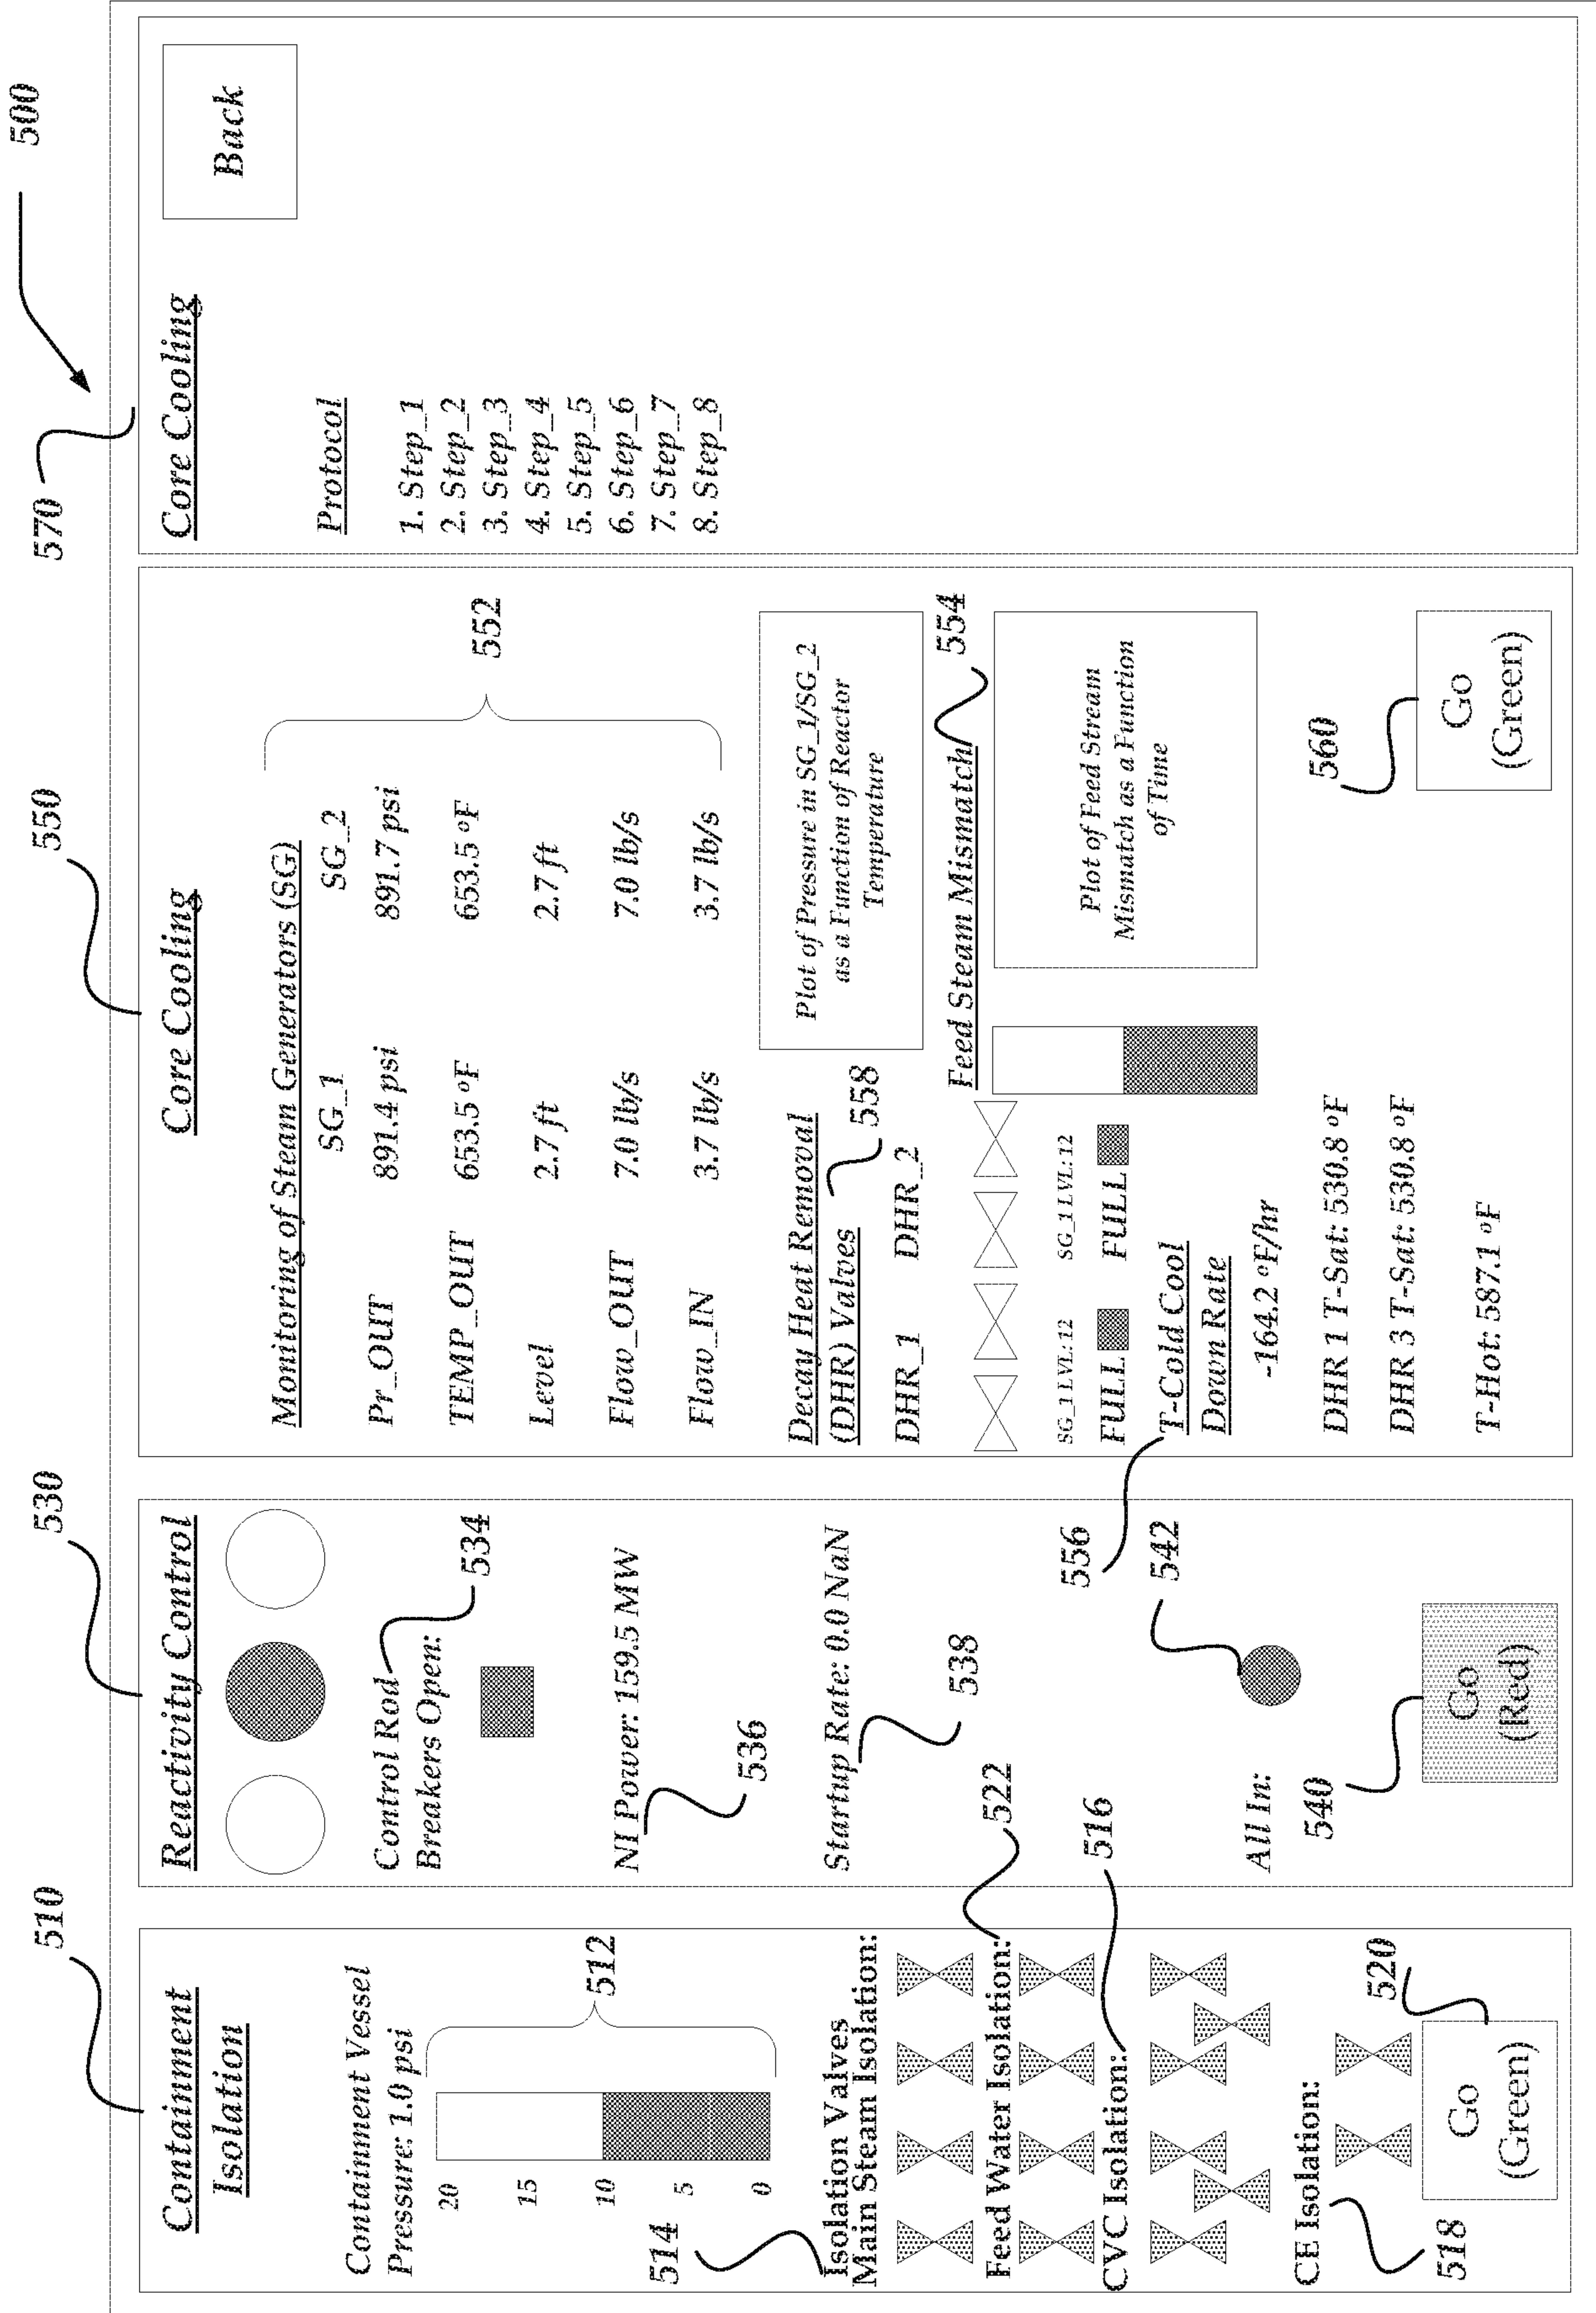 500
510
Containment
Isolation
Containment Vessel
Pressure: 1.0 psi
20
15
10
5
0
512
514
Isolation Valves
Main Steam Isolation:
Feed Water Isolation:
522
CVC Isolation:
516
CE Isolation:
518
Go
(Green)
520
530
Reactivity Control
Control Rod
Breakers Open:
534
NI Power: 159.5 MW
536
Startup Rate: 0.0 NaN
538
All In:
542
540
Go
(Red)
550
Core Cooling
Monitoring of Steam Generators (SG)
SG_1 SG_2
Pr_OUT 891.4 psi 891.7 psi
TEMP_OUT 653.5 ºF 653.5 ºF
Level 2.7 ft 2.7 ft
Flow_OUT 7.0 lb/s 7.0 lb/s
Flow_IN 3.7 lb/s 3.7 lb/s
552
Decay Heat Removal
(DHR) Valves
558
DHR_1 DHR_2
SG_1 LVL: 12 SG_1 LVL: 12
FULL FULL
Plot of Pressure in SG_1/SG_2
as a Function of Reactor
Temperature
Feed Steam Mismatch
554
Plot of Feed Stream
Mismatch as a Function
of Time
556
T-Cold Cool
Down Rate
-164.2 ºF/hr
DHR 1 T-Sat: 530.8 ºF
DHR 3 T-Sat: 530.8 ºF
T-Hot: 587.1 ºF
560
Go
(Green)
570
Core Cooling
Back
Protocol
1. Step_1
2. Step_2
3. Step_3
4. Step_4
5. Step_5
6. Step_6
7. Step_7
8. Step_8